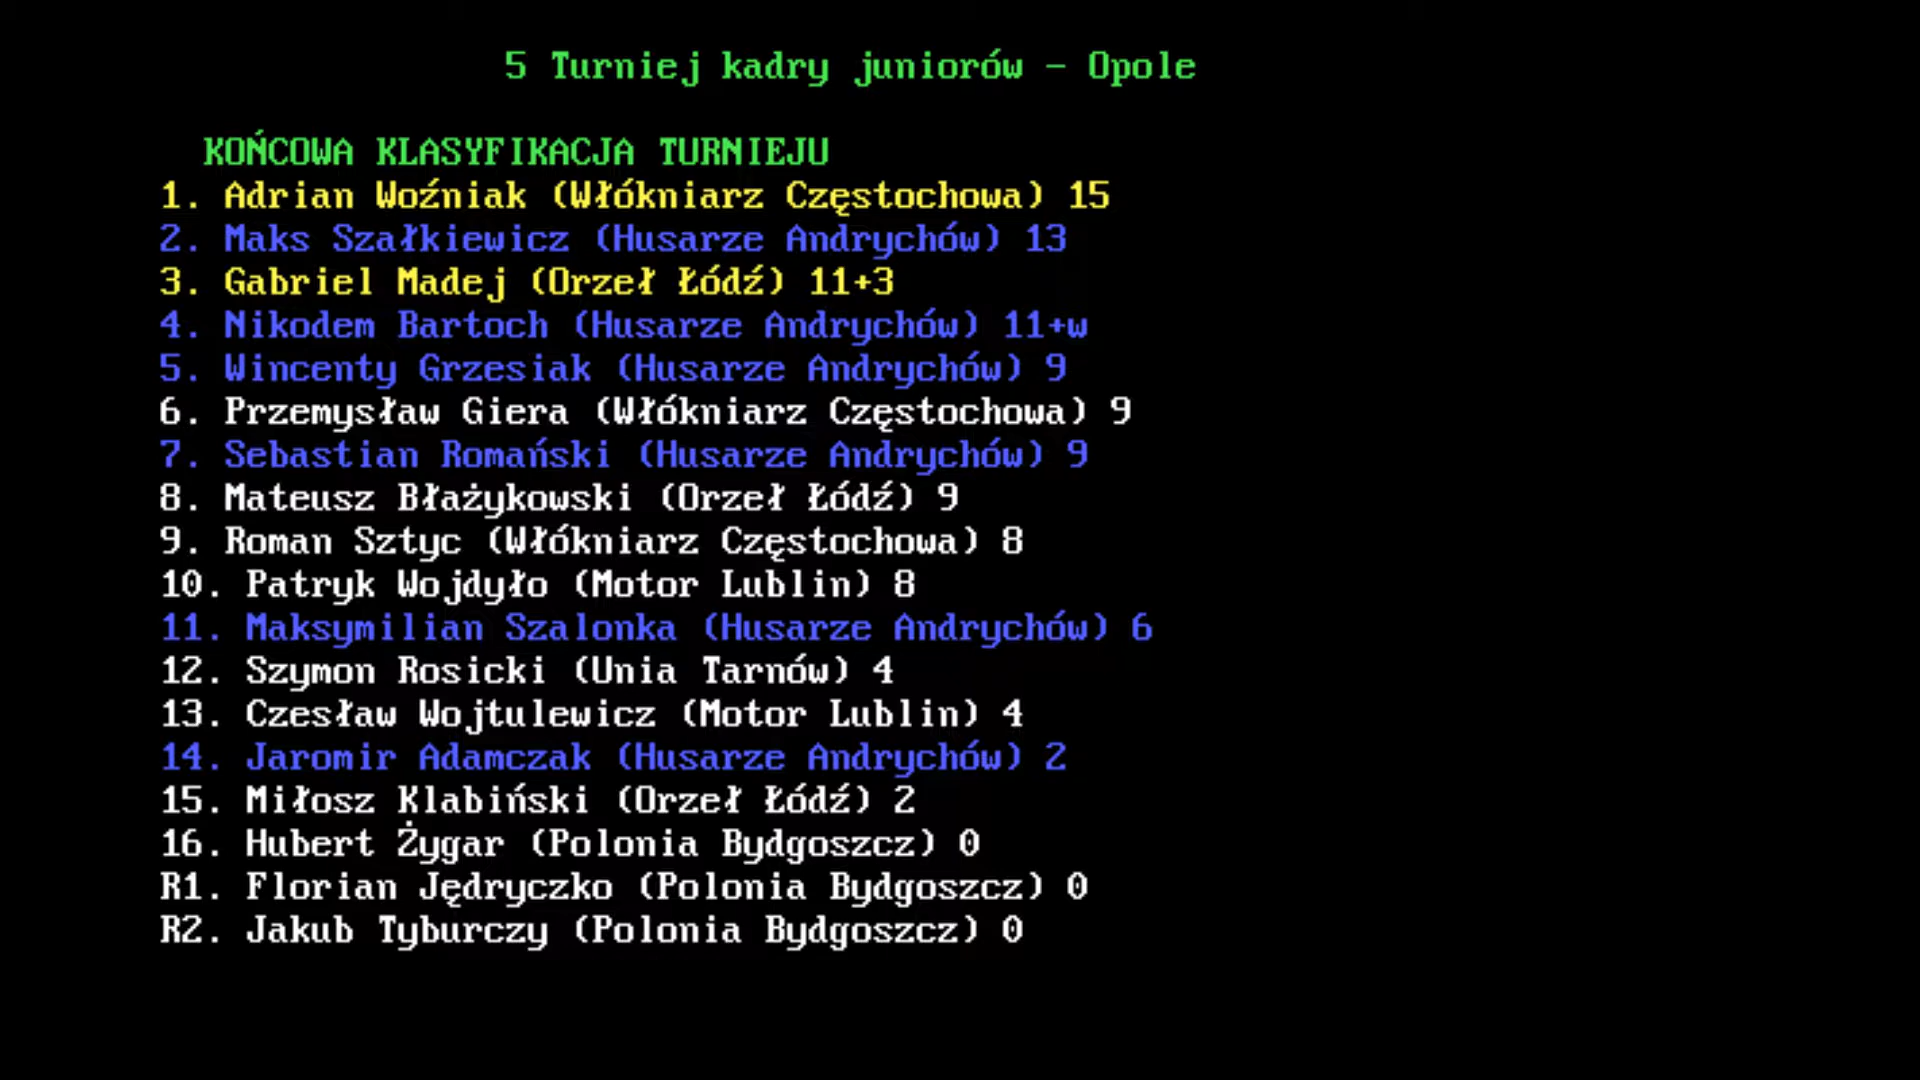 5 Turniej kadry juniorów - Opole
KOŃCOWA KLASYFIKACJA TURNIEJU
1. Adrian Woźniak (Włókniarz Częstochowa) 15
2. Maks Szałkiewicz (Husarze Andrychów) 13
3. Gabriel Madej (Orzeł Łódź) 11+3
4. Nikodem Bartoch (Husarze Andrychów) 11+w
5. Wincenty Grzesiak (Husarze Andrychów) 9
6. Przemysław Giera (Włókniarz Częstochowa) 9
7. Sebastian Romański (Husarze Andrychów) 9
8. Mateusz Błażykowski (Orzeł Łódź) 9
9. Roman Sztyc (Włókniarz Częstochowa) 8
10. Patryk Wojdyło (Motor Lublin) 8
11. Maksymilian Szalonka (Husarze Andrychów) 6
12. Szymon Rosicki (Unia Tarnów) 4
13. Czesław Wojtulewicz (Motor Lublin) 4
14. Jaromir Adamczak (Husarze Andrychów) 2
15. Miłosz Klabiński (Orzeł Łódź) 2
16. Hubert Żygar (Polonia Bydgoszcz) 0
R1. Florian Jędryczko (Polonia Bydgoszcz) 0
R2. Jakub Tyburczy (Polonia Bydgoszcz) 0